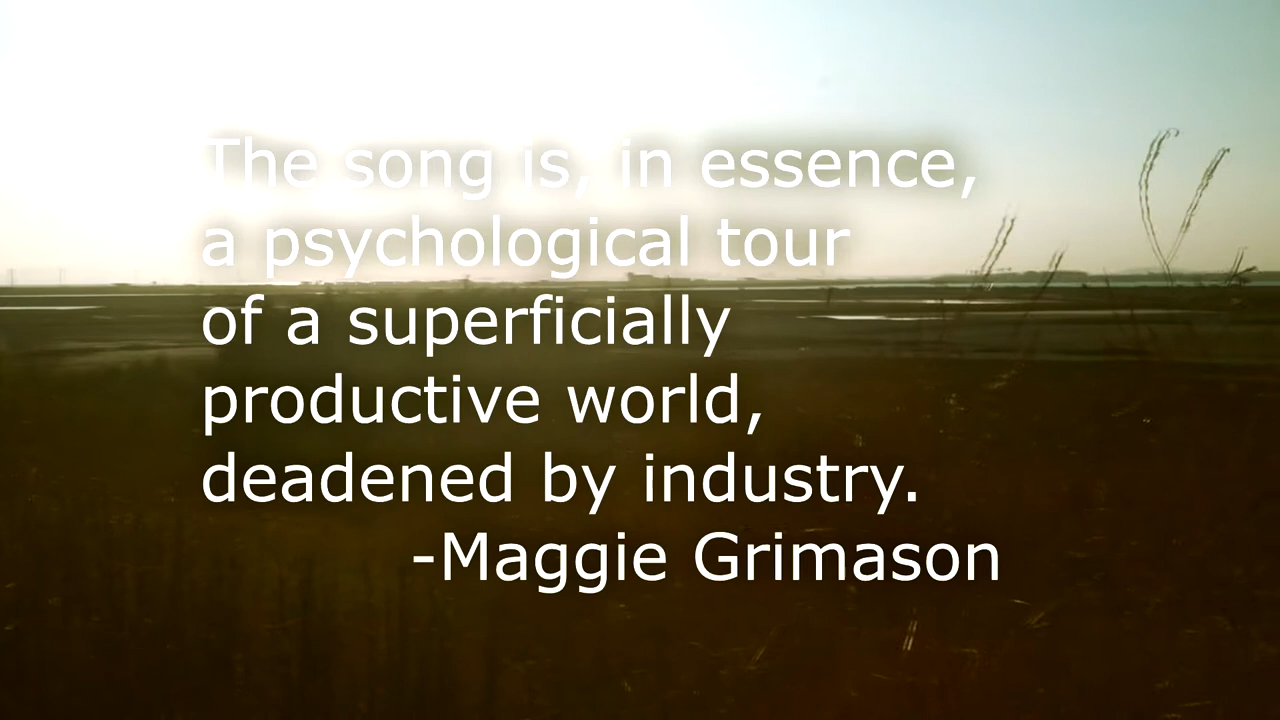 The song is, in essence,
a psychological tour
of a superficially
productive world,
deadened by industry.
-Maggie Grimason